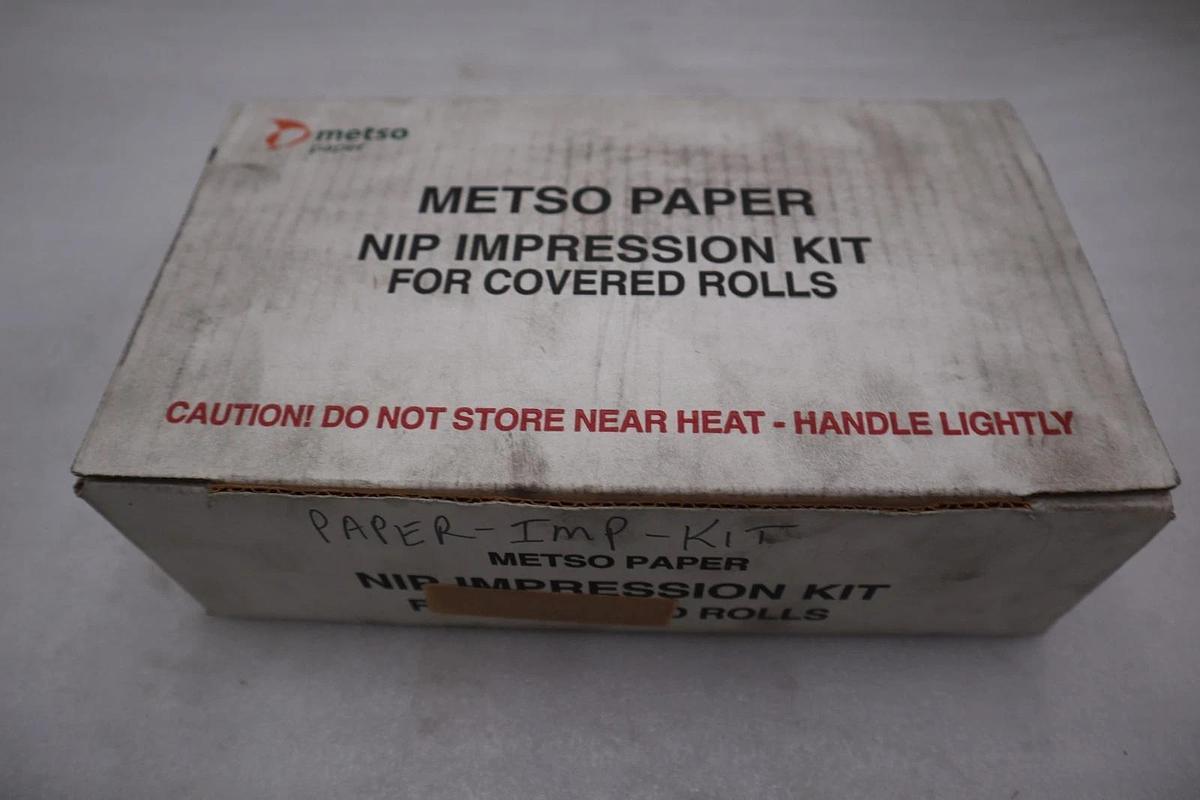 metso
paper
METSO PAPER
NIP IMPRESSION KIT
FOR COVERED ROLLS
CAUTION! DO NOT STORE NEAR HEAT - HANDLE LIGHTLY
PAPER-IMP-KIT
METSO PAPER
NIP IMPRESSION KIT
ROLLS